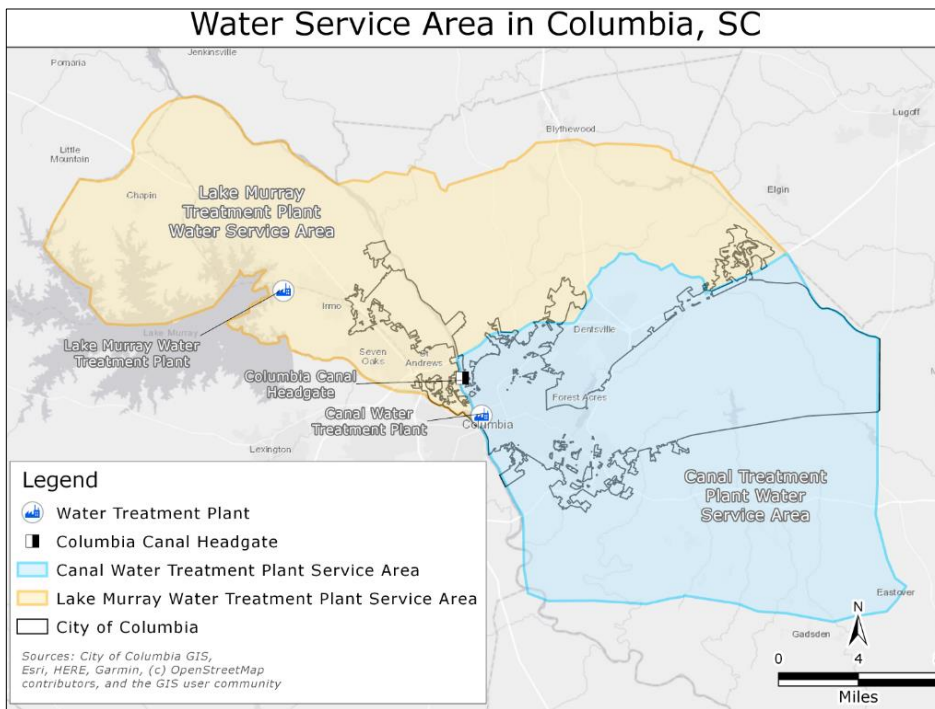 Water Service Area in Columbia, SC
Pomaria
Jenkinsville
Lugoff
Little
Mountain
Blythewood
Elgin
Chapin
Lake Murray
Treatment Plant
Water Service Area
Irmo
Lake Murray
Dentsville
Lake Murray Water
Treatment Plant
Seven
Oaks
St
Andrews
Columbia Canal
Headgate
Forest Acres
Canal Water
Treatment Plant
Columbia
Lexington
Canal Treatment
Plant Water
Service Area
Legend
Water Treatment Plant
Columbia Canal Headgate
Canal Water Treatment Plant Service Area
Lake Murray Water Treatment Plant Service Area
City of Columbia
Sources: City of Columbia GIS,
Esri, HERE, Garmin, (c) OpenStreetMap
contributors, and the GIS user community
Eastover
Gadsden
N
0 4
Miles